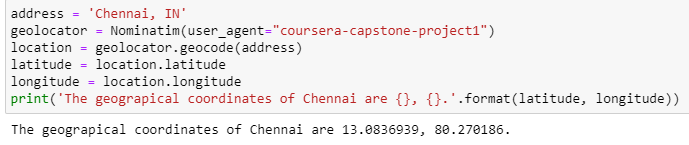 address = 'Chennai, IN'
geolocator = Nominatim(user_agent="coursera-capstone-project1")
location = geolocator.geocode(address)
latitude = location.latitude
longitude = location.longitude
print('The geograpical coordinates of Chennai are {}, {}.'.format(latitude, longitude))
The geograpical coordinates of Chennai are 13.0836939, 80.270186.